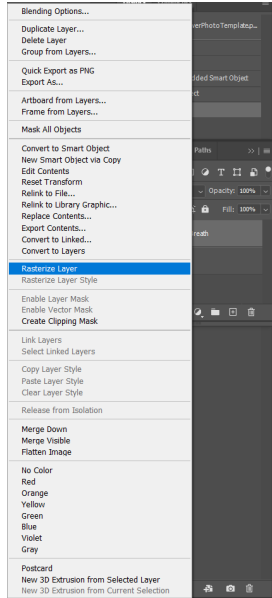 Blending Options...
Duplicate Layer...
Delete Layer
Group from Layers...
Quick Export as PNG
Export As...
Artboard from Layers...
Frame from Layers...
Mask All Objects
Convert to Smart Object
New Smart Object via Copy
Edit Contents
Reset Transform
Relink to File...
Relink to Library Graphic...
Replace Contents...
Export Contents...
Convert to Linked...
Convert to Layers
Rasterize Layer
Rasterize Layer Style
Enable Layer Mask
Enable Vector Mask
Create Clipping Mask
Link Layers
Select Linked Layers
Copy Layer Style
Paste Layer Style
Clear Layer Style
Release from Isolation
Merge Down
Merge Visible
Flatten Image
No Color
Red
Orange
Yellow
Green
Blue
Violet
Gray
Postcard
New 3D Extrusion from Selected Layer
New 3D Extrusion from Current Selection
verPhotoTemplate.p...
dded Smart Object
ct
Paths
Opacity: 100%
Fill: 100%
reath